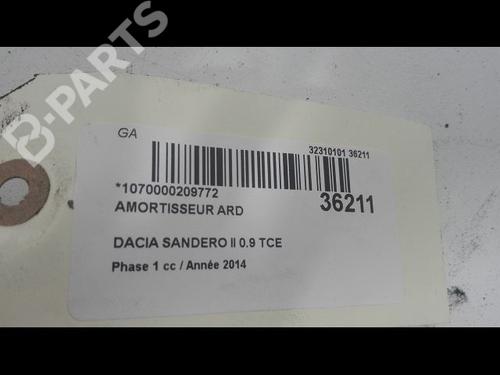 B-PARTS
GA
32310101 36211
*1070000209772
36211
AMORTISSEUR ARD
DACIA SANDERO II 0.9 TCE
Phase 1 cc / Année 2014